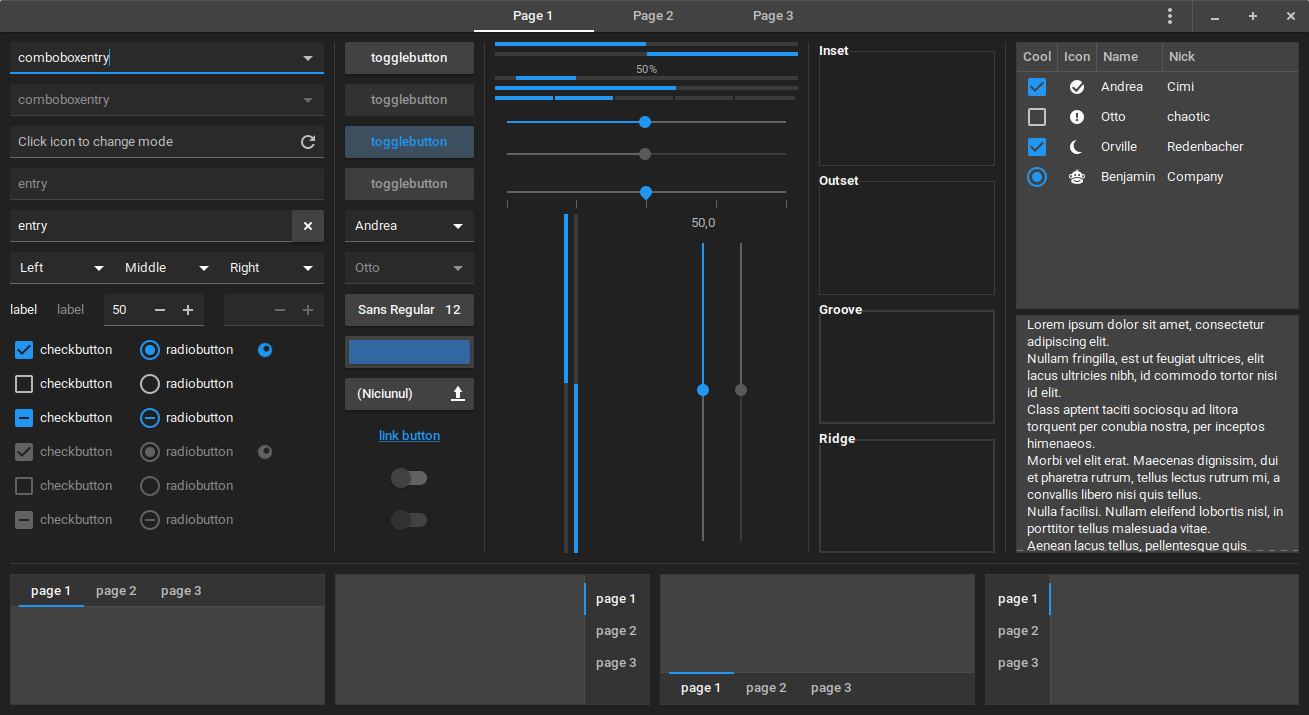 Page 1 Page 2 Page 3
comboboxentry
comboboxentry
Click icon to change mode
entry
entry
Left Middle Right
label label 50
checkbutton radiobutton
checkbutton radiobutton
checkbutton radiobutton
checkbutton radiobutton
checkbutton radiobutton
checkbutton radiobutton
togglebutton
togglebutton
togglebutton
togglebutton
Andrea
Otto
Sans Regular 12
(Niciunul)
link button
50%
50,0
Inset
Outset
Groove
Ridge
Cool Icon Name Nick
Andrea Cimi
Otto chaotic
Orville Redenbacher
Benjamin Company
Lorem ipsum dolor sit amet, consectetur
adipiscing elit.
Nullam fringilla, est ut feugiat ultrices, elit
lacus ultricies nibh, id commodo tortor nisi
id elit.
Class aptent taciti sociosqu ad litora
torquent per conubia nostra, per inceptos
himenaeos.
Morbi vel elit erat. Maecenas dignissim, dui
et pharetra rutrum, tellus lectus rutrum mi, a
convallis libero nisi quis tellus.
Nulla facilisi. Nullam eleifend lobortis nisl, in
porttitor tellus malesuada vitae.
Aenean lacus tellus, pellentesque quis
page 1 page 2 page 3
page 1
page 2
page 3
page 1 page 2 page 3
page 1
page 2
page 3